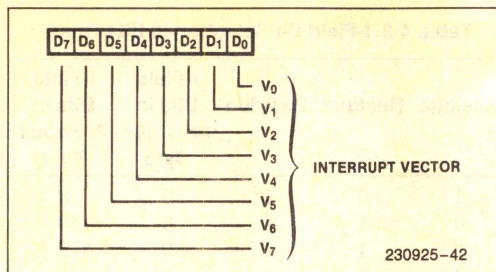 D7 D6 D5 D4 D3 D2 D1 D0
V0
V1
V2
V3
V4
V5
V6
V7
INTERRUPT VECTOR
230925-42